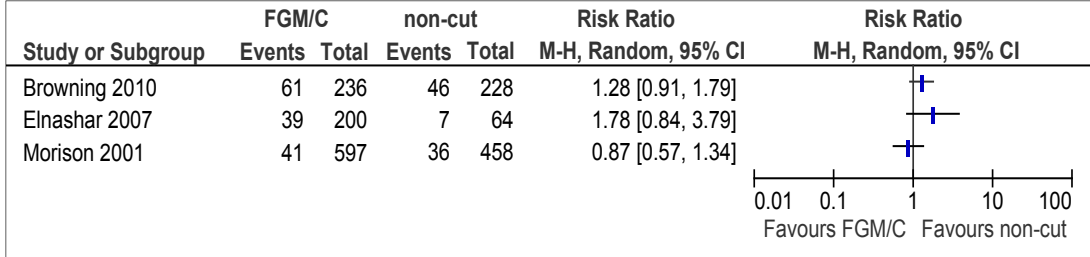 FGM/C non-cut Risk Ratio Risk Ratio
Study or Subgroup Events Total Events Total M-H, Random, 95% CI M-H, Random, 95% CI
Browning 2010 61 236 46 228 1.28 [0.91, 1.79]
Elnashar 2007 39 200 7 64 1.78 [0.84, 3.79]
Morison 2001 41 597 36 458 0.87 [0.57, 1.34]
0.01 0.1 1 10 100
Favours FGM/C Favours non-cut